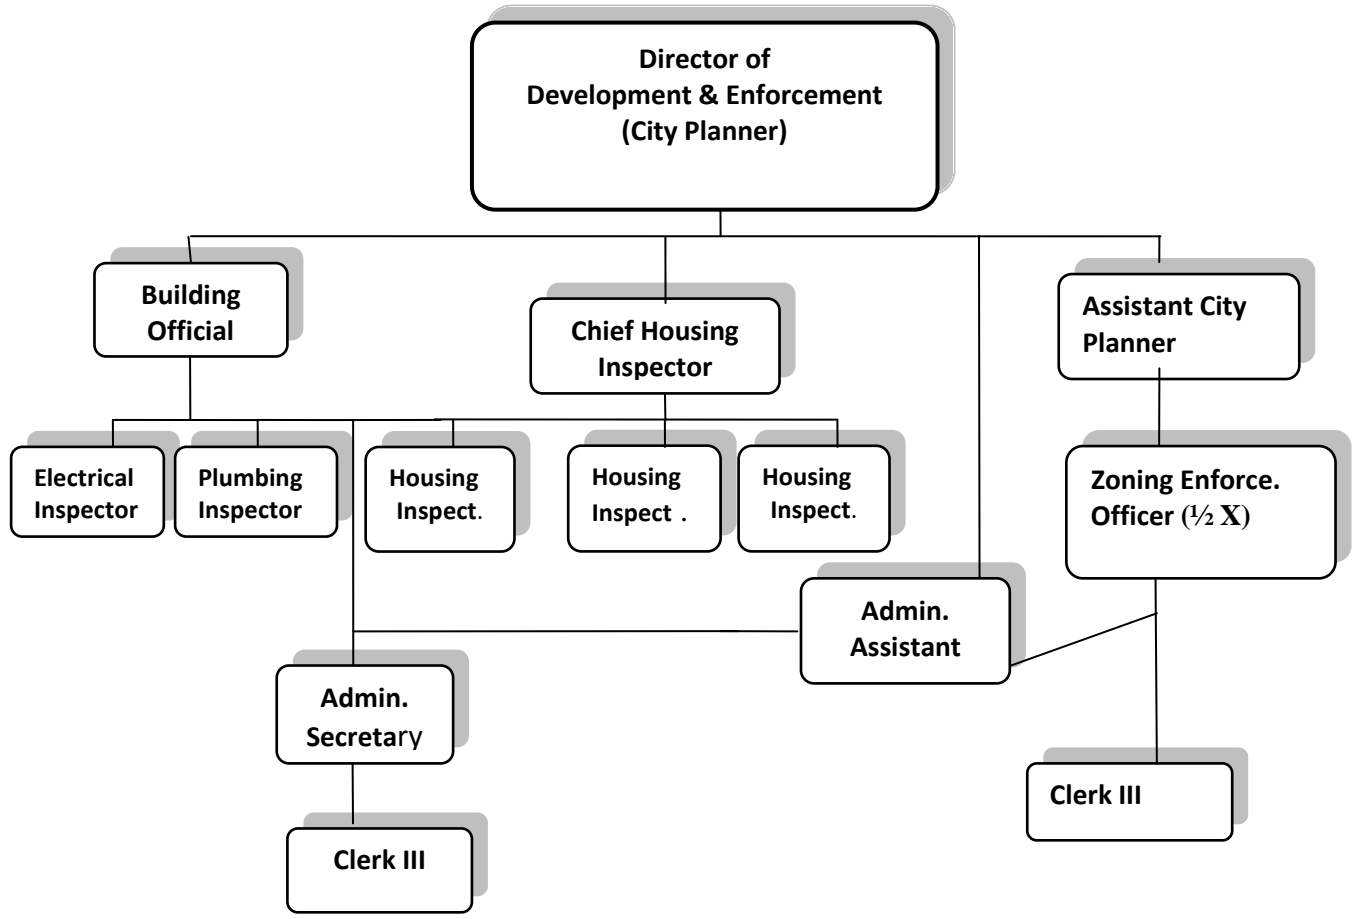 Director of
Development & Enforcement
(City Planner)
Building
Official
Chief Housing
Inspector
Assistant City
Planner
Electrical
Inspector
Plumbing
Inspector
Housing
Inspect.
Housing
Inspect .
Housing
Inspect.
Zoning Enforce.
Officer (½ X)
Admin.
Assistant
Admin.
Secretary
Clerk III
Clerk III